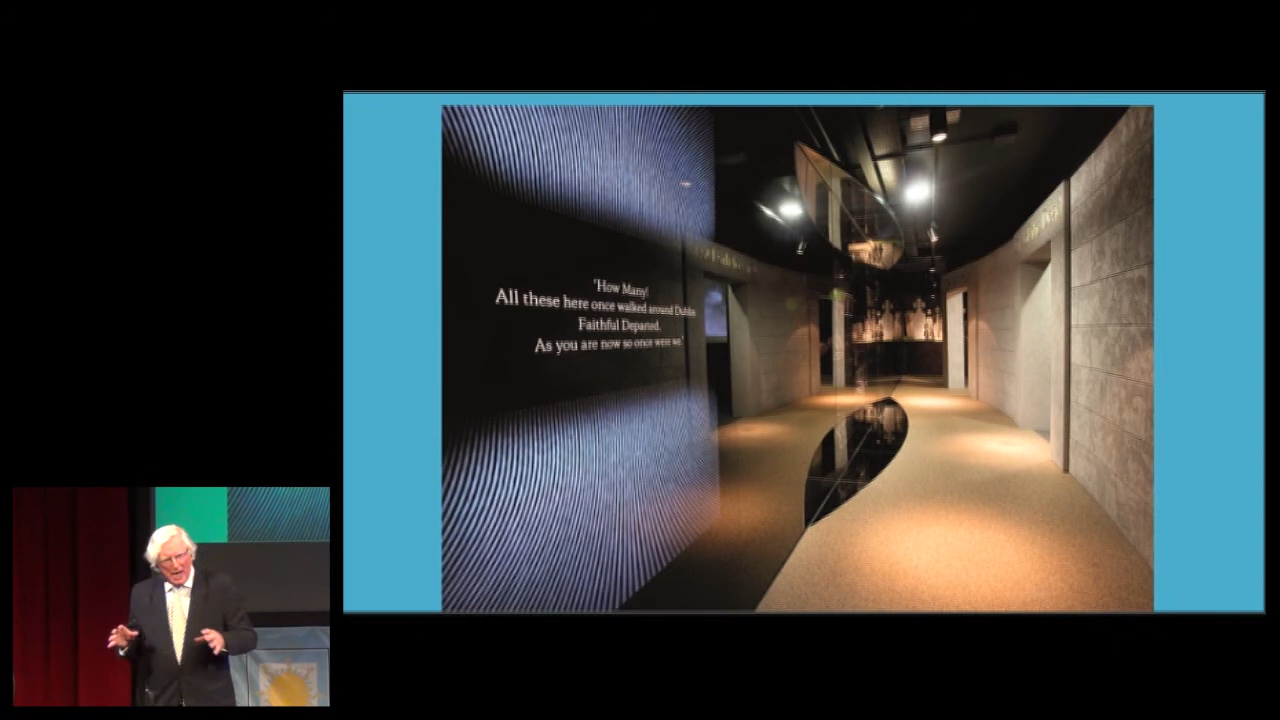 'How Many!
All these here once walked around Dublin
Faithful Departed.
As you are now so once were we.'